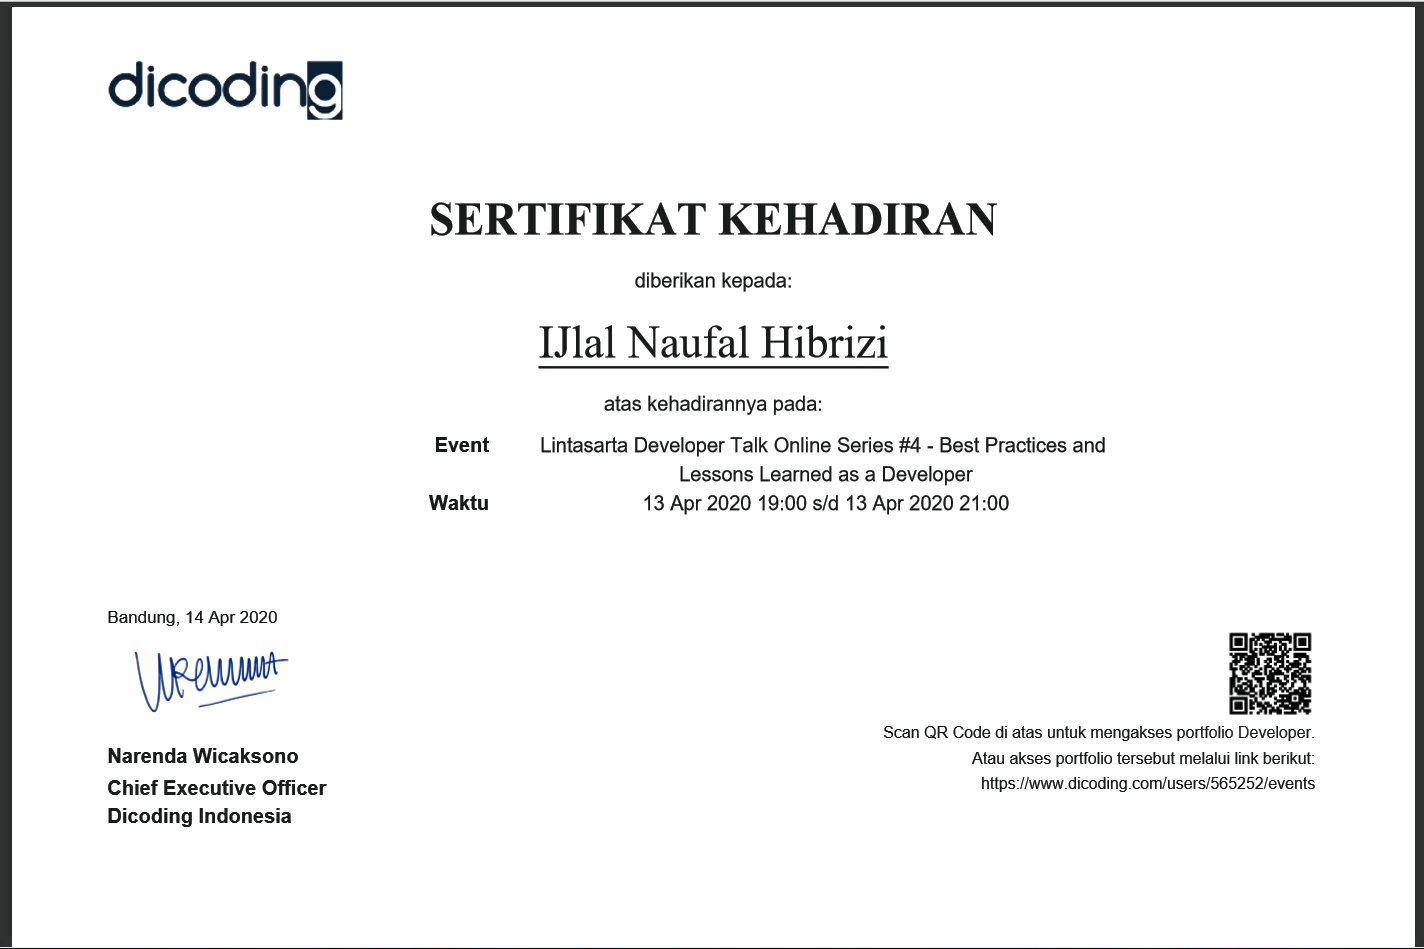 dicoding
SERTIFIKAT KEHADIRAN
diberikan kepada:
IJlal Naufal Hibrizi
atas kehadirannya pada:
Event Lintasarta Developer Talk Online Series #4 - Best Practices and
Lessons Learned as a Developer
Waktu 13 Apr 2020 19:00 s/d 13 Apr 2020 21:00
Bandung, 14 Apr 2020
Narenda Wicaksono
Chief Executive Officer
Dicoding Indonesia
Scan QR Code di atas untuk mengakses portfolio Developer.
Atau akses portfolio tersebut melalui link berikut:
https://www.dicoding.com/users/565252/events